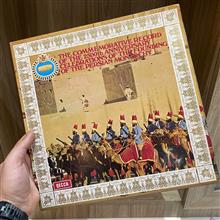 THE COMMEMORATIVE RECORD
OF THE 2500th ANNIVERSARY
CELEBRATIONS OF THE FOUNDING
OF THE PERSIAN MONARCHY
DECCA